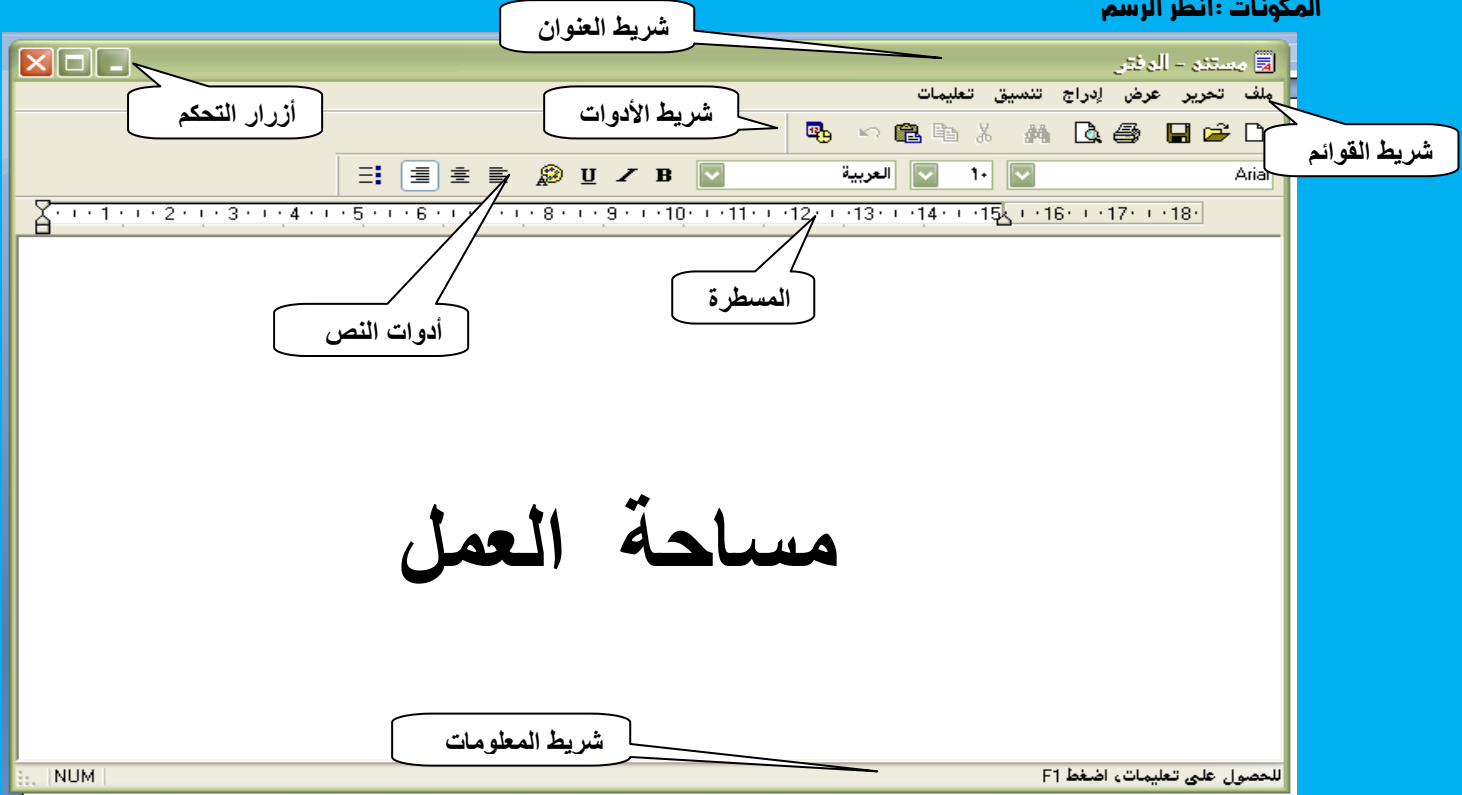 المكونات :انظر الرسم
شريط العنوان
مستند - الدفتر
ملف تحرير عرض إدراج تنسيق تعليمات
أزرار التحكم
شريط الأدوات
شريط القوائم
Arial ١٠ العربية B U
1 2 3 4 5 6 8 9 10 11 12 13 14 15 16 17 18
المسطرة
أدوات النص
مساحة العمل
شريط المعلومات
للحصول على تعليمات، اضغط F1 NUM